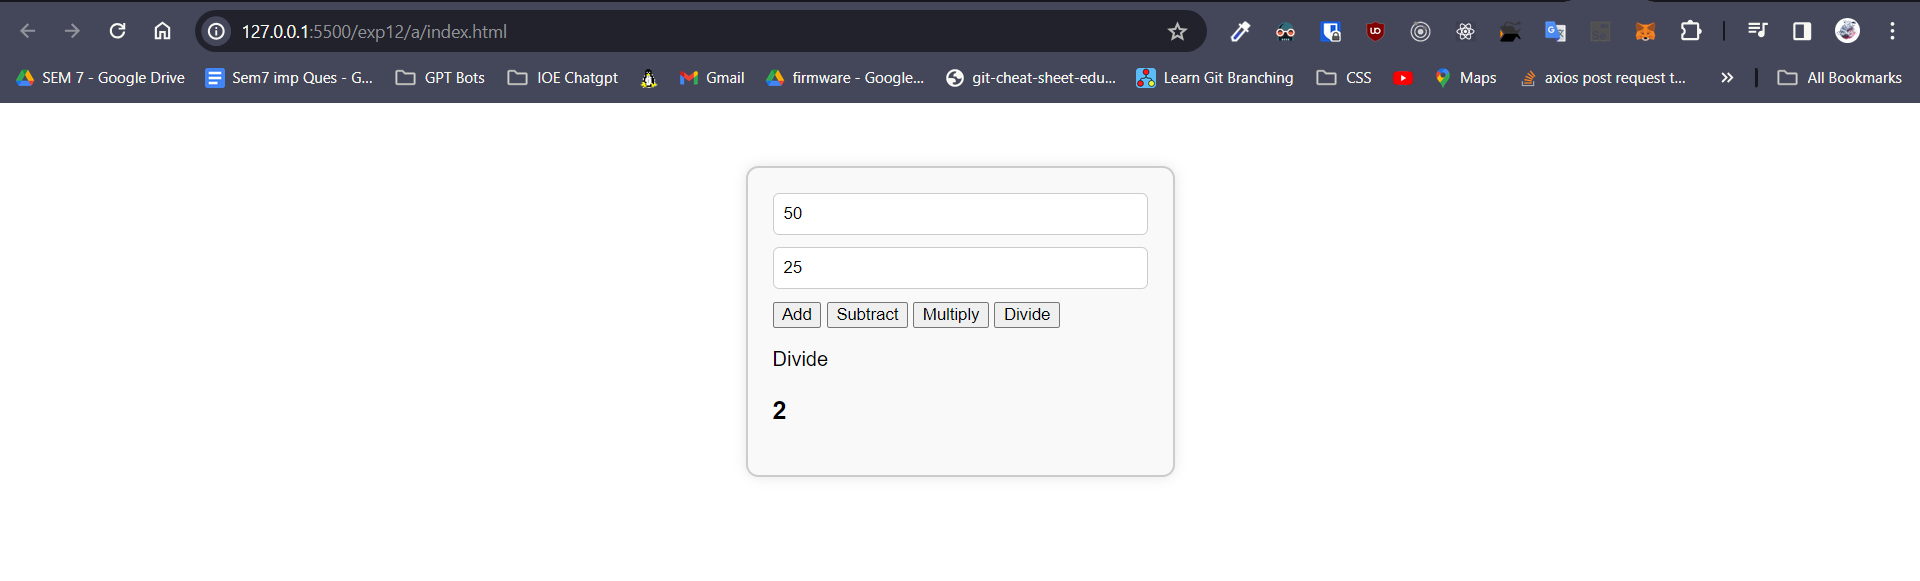 127.0.0.1:5500/exp12/a/index.html
SEM 7 - Google Drive Sem7 imp Ques - G... GPT Bots IOE Chatgpt Gmail firmware - Google... git-cheat-sheet-edu... Learn Git Branching CSS Maps axios post request t... » All Bookmarks
50
25
Add Subtract Multiply Divide
Divide
2